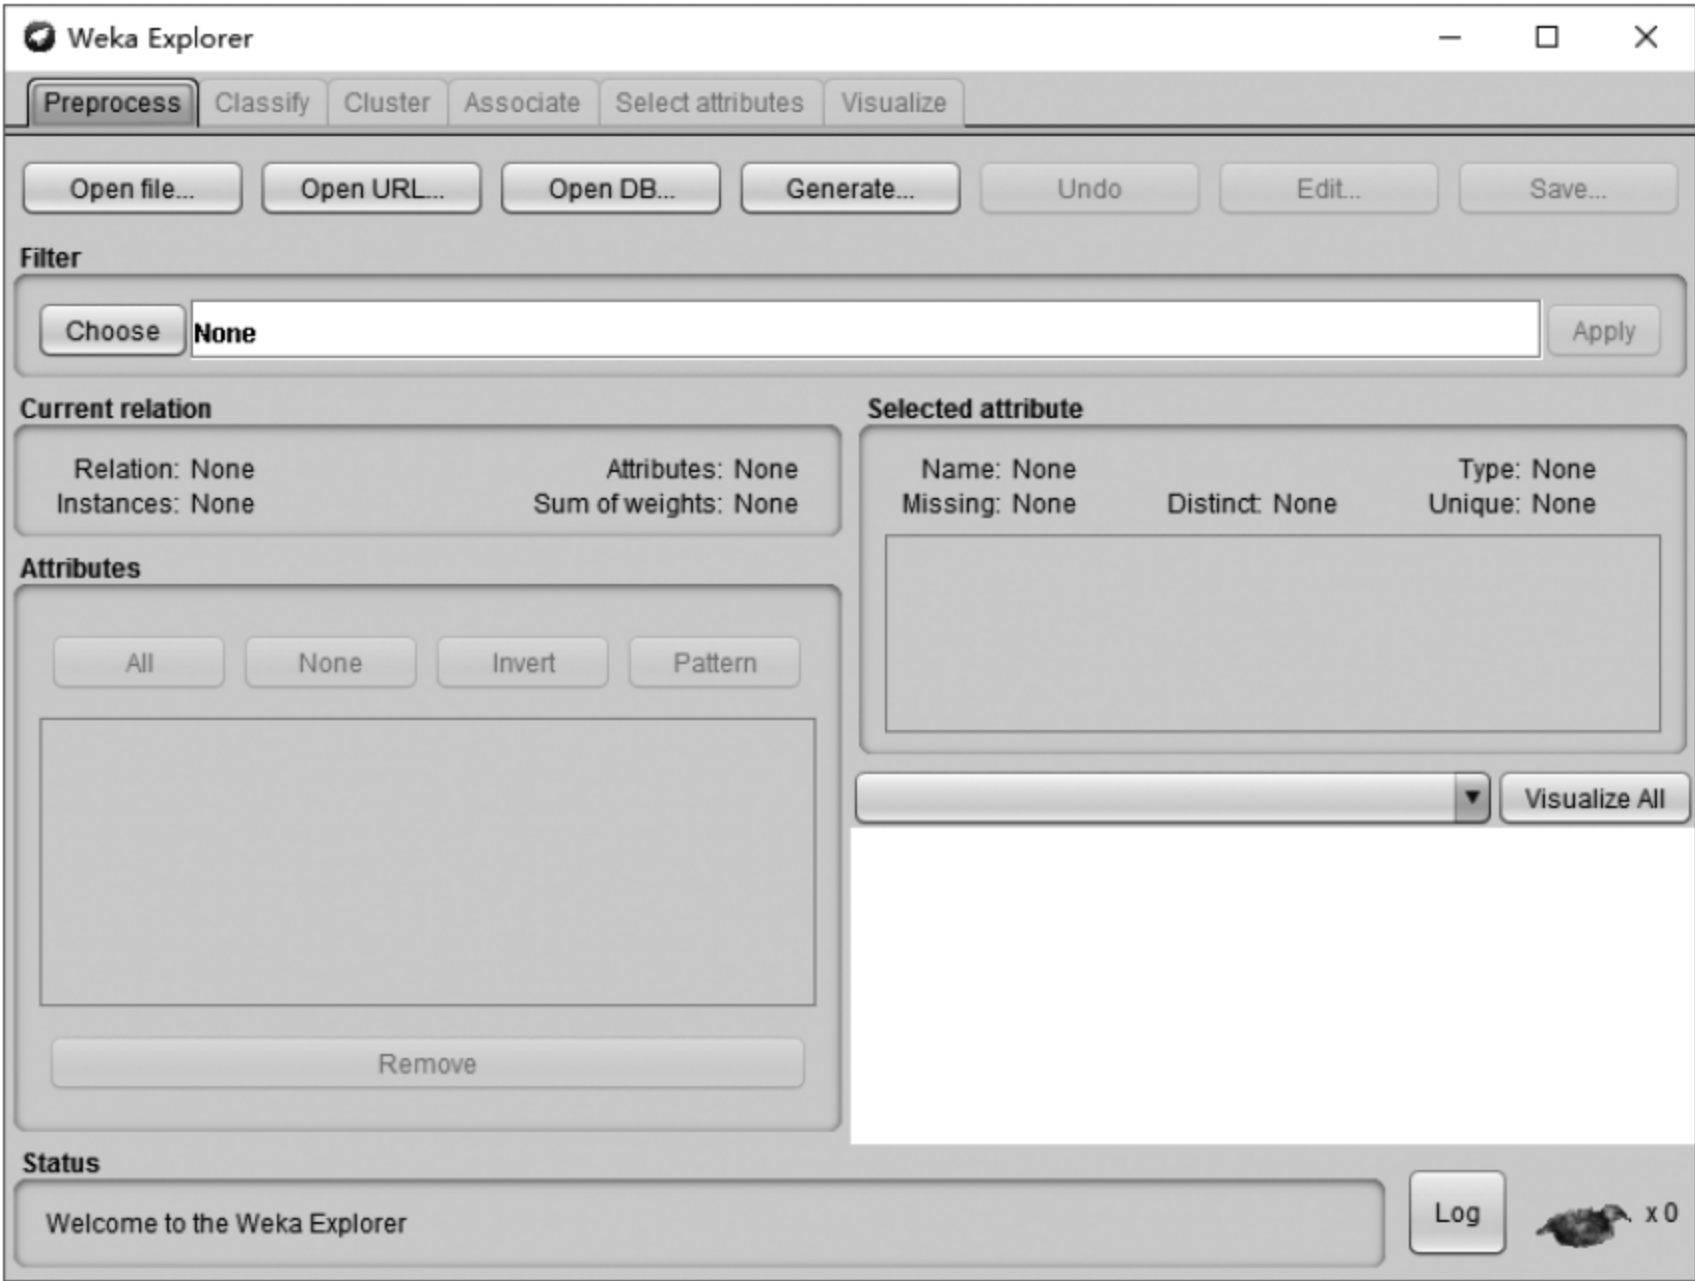 Weka Explorer
Preprocess Classify Cluster Associate Select attributes Visualize
Open file... Open URL... Open DB... Generate... Undo Edit... Save...
Filter
Choose None Apply
Current relation
Relation: None Attributes: None
Instances: None Sum of weights: None
Selected attribute
Name: None Type: None
Missing: None Distinct: None Unique: None
Attributes
All None Invert Pattern
Remove
Visualize All
Status
Welcome to the Weka Explorer
Log x 0